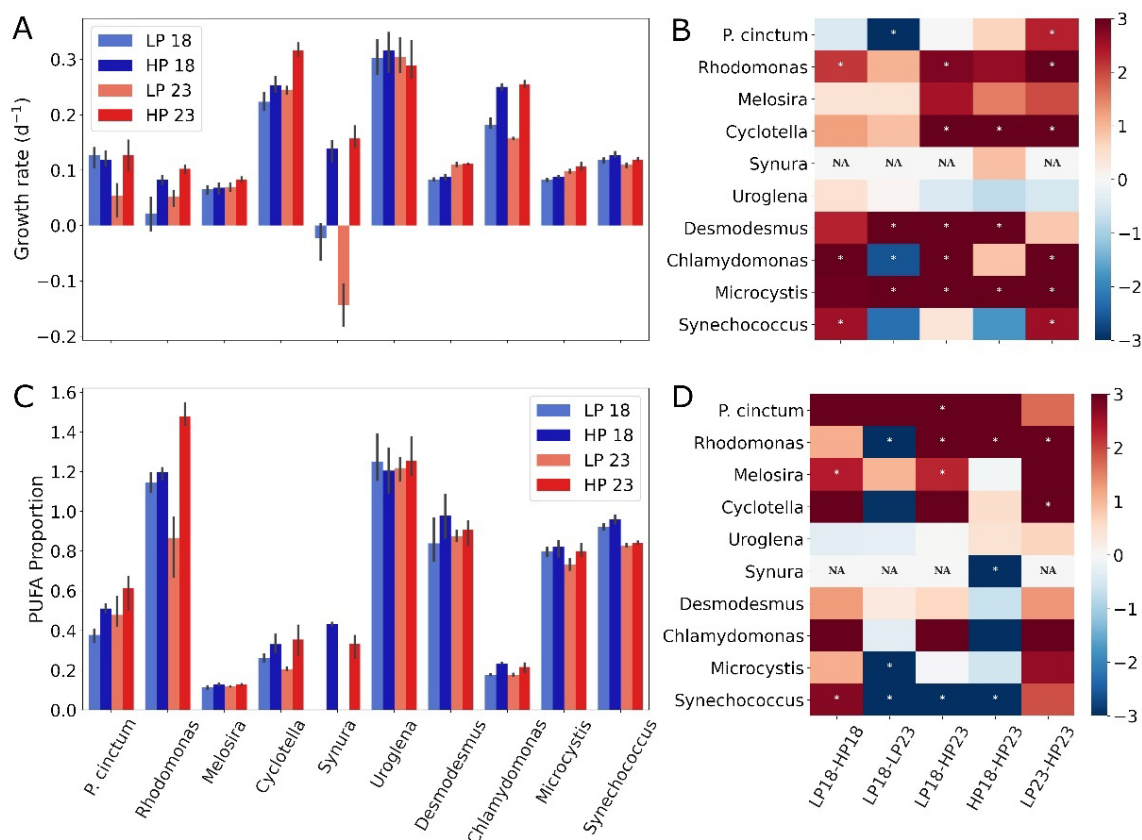 A
LP 18
HP 18
LP 23
HP 23
Growth rate (d⁻¹)
0.3
0.2
0.1
0.0
−0.1
−0.2
B
P. cinctum * *
Rhodomonas * * *
Melosira
Cyclotella * * *
Synura NA NA NA NA
Uroglena
Desmodesmus * * *
Chlamydomonas * * * *
Microcystis * * * *
Synechococcus * *
3
2
1
0
−1
−2
−3
C
LP 18
HP 18
LP 23
HP 23
PUFA Proportion
1.6
1.4
1.2
1.0
0.8
0.6
0.4
0.2
0.0
P. cinctum
Rhodomonas
Melosira
Cyclotella
Synura
Uroglena
Desmodesmus
Chlamydomonas
Microcystis
Synechococcus
D
P. cinctum *
Rhodomonas * * * *
Melosira * *
Cyclotella *
Uroglena
Synura NA NA NA * NA
Desmodesmus
Chlamydomonas
Microcystis *
Synechococcus * * * *
3
2
1
0
−1
−2
−3
LP18-HP18
LP18-LP23
LP18-HP23
HP18-HP23
LP23-HP23